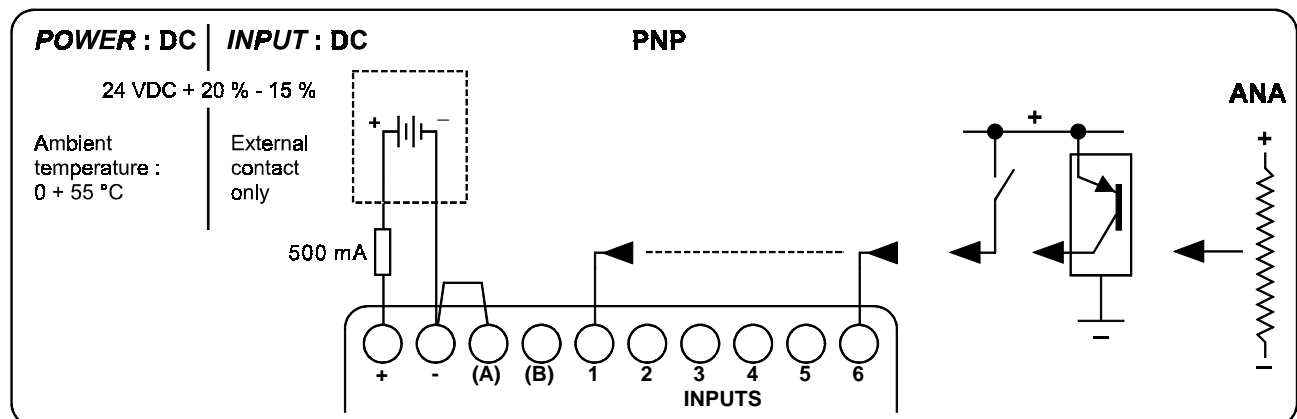 POWER : DC INPUT : DC
PNP
24 VDC + 20 % - 15 %
ANA
Ambient
temperature :
0 + 55 °C
External
contact
only
+ –
500 mA
+
–
+
–
+ - (A) (B) 1 2 3 4 5 6
INPUTS